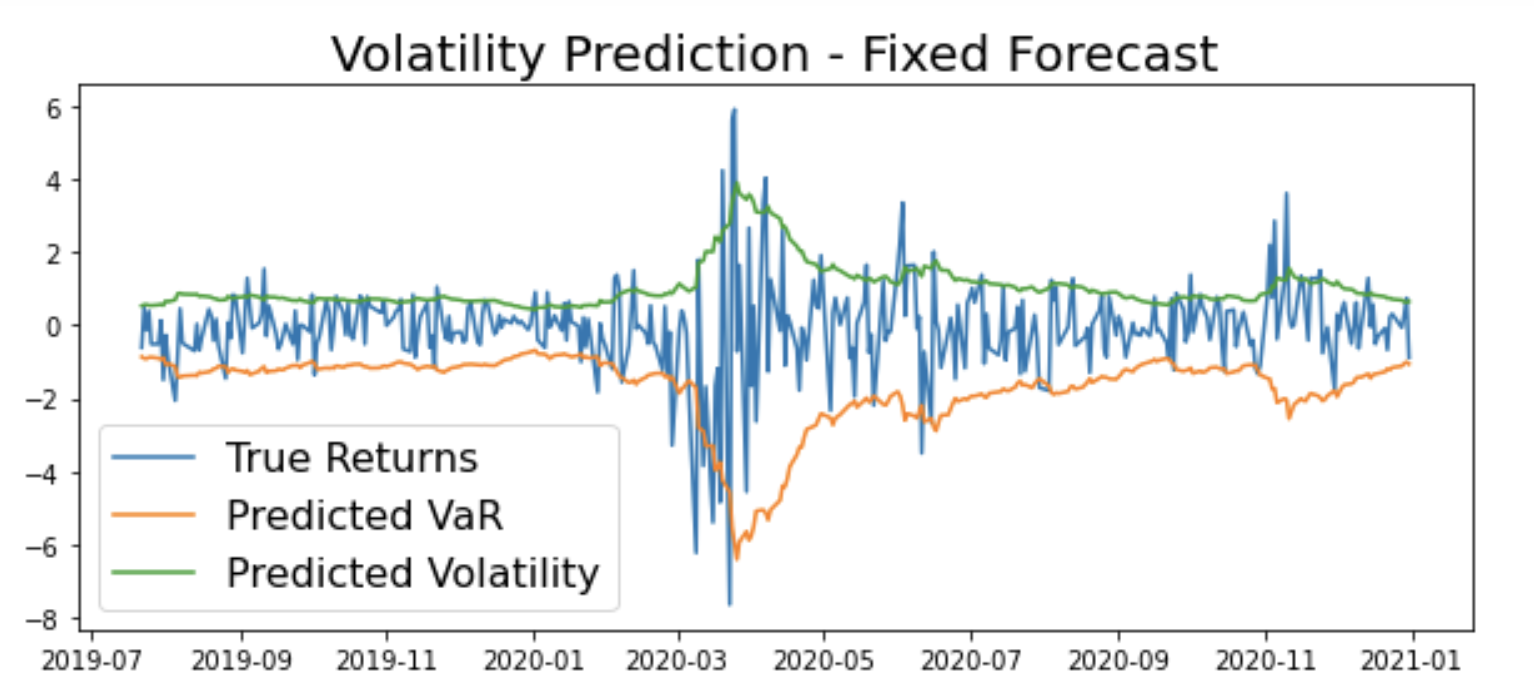 Volatility Prediction - Fixed Forecast
6
4
2
0
−2
−4
−6
−8
True Returns
Predicted VaR
Predicted Volatility
2019-07 2019-09 2019-11 2020-01 2020-03 2020-05 2020-07 2020-09 2020-11 2021-01